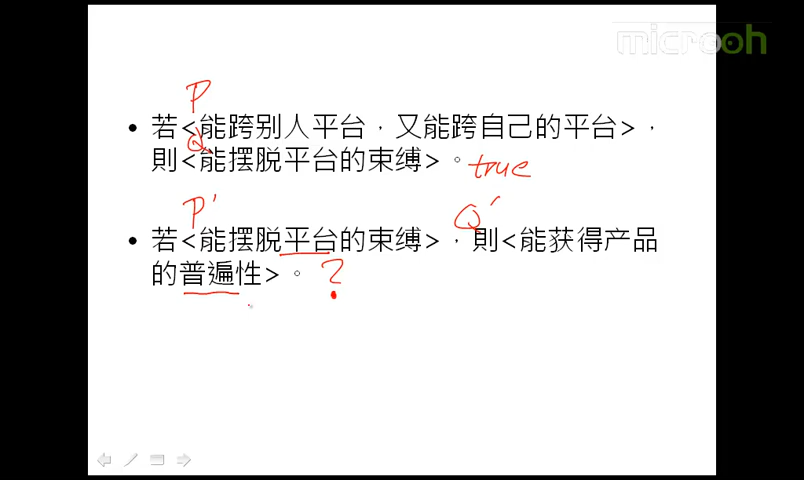 microoh
P
• 若<能跨别人平台，又能跨自己的平台>，
Q
則<能摆脱平台的束缚>。true
P' Q'
• 若<能摆脱平台的束缚>，則<能获得产品
的普遍性>。?